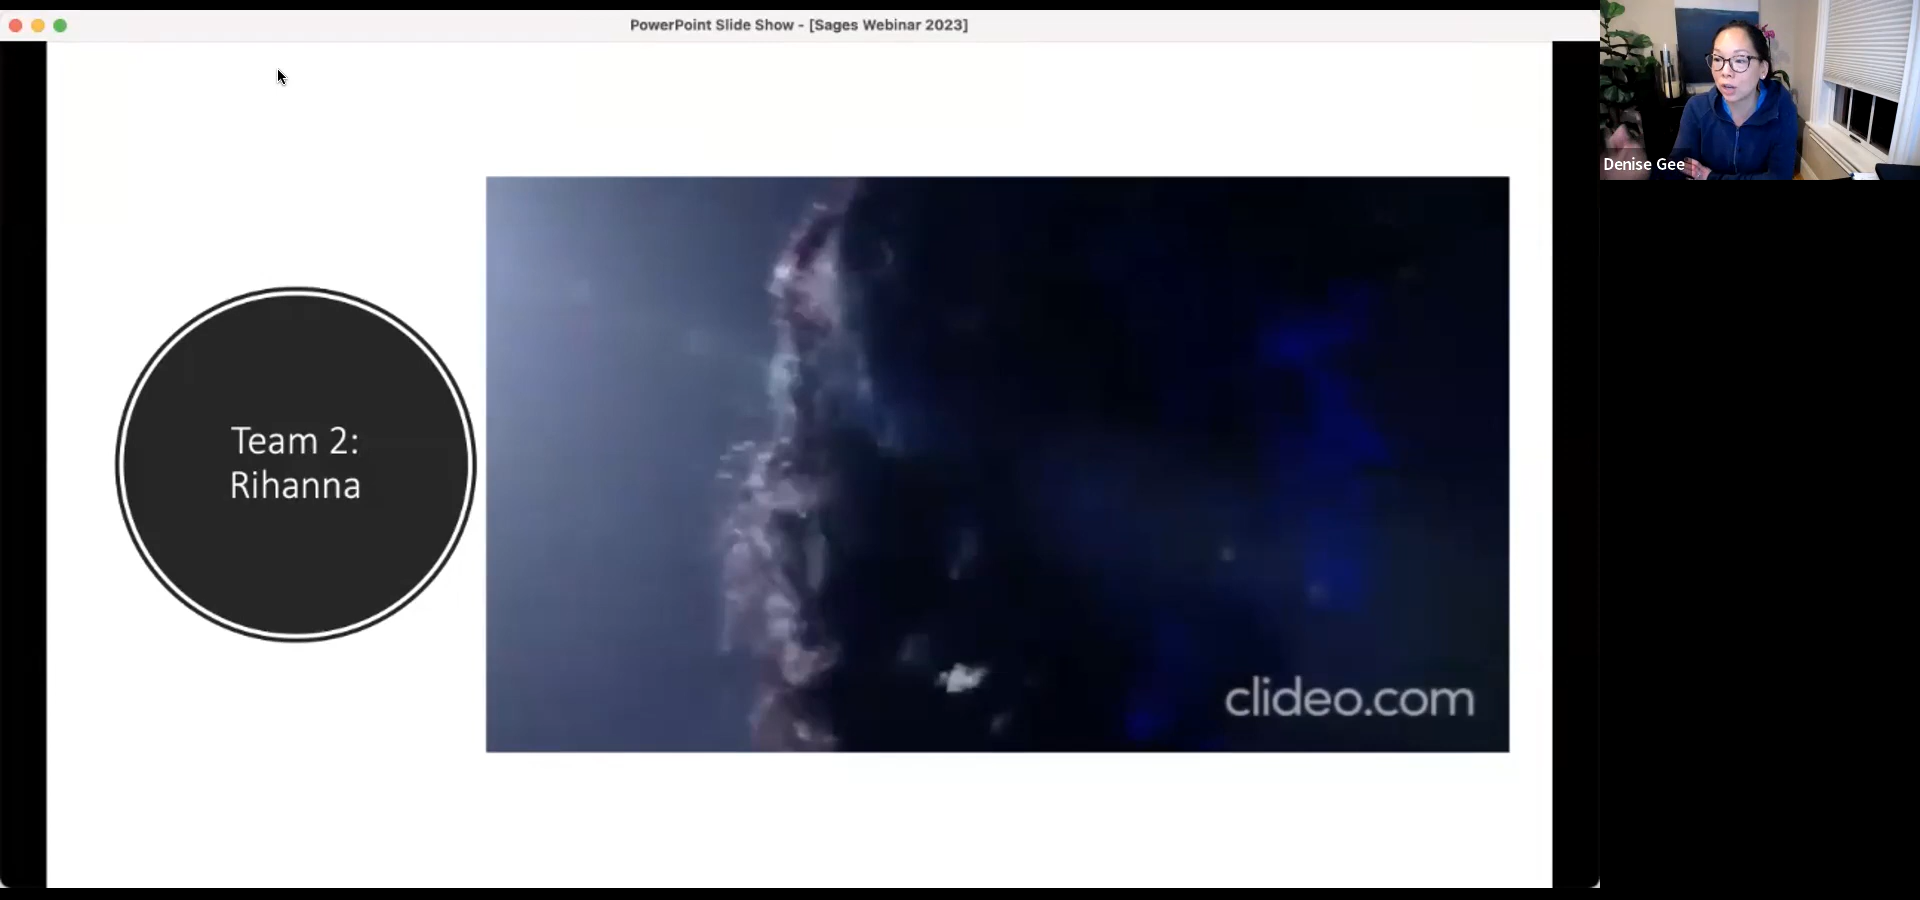 PowerPoint Slide Show - [Sages Webinar 2023]
Denise Gee
Team 2:
Rihanna
clideo.com